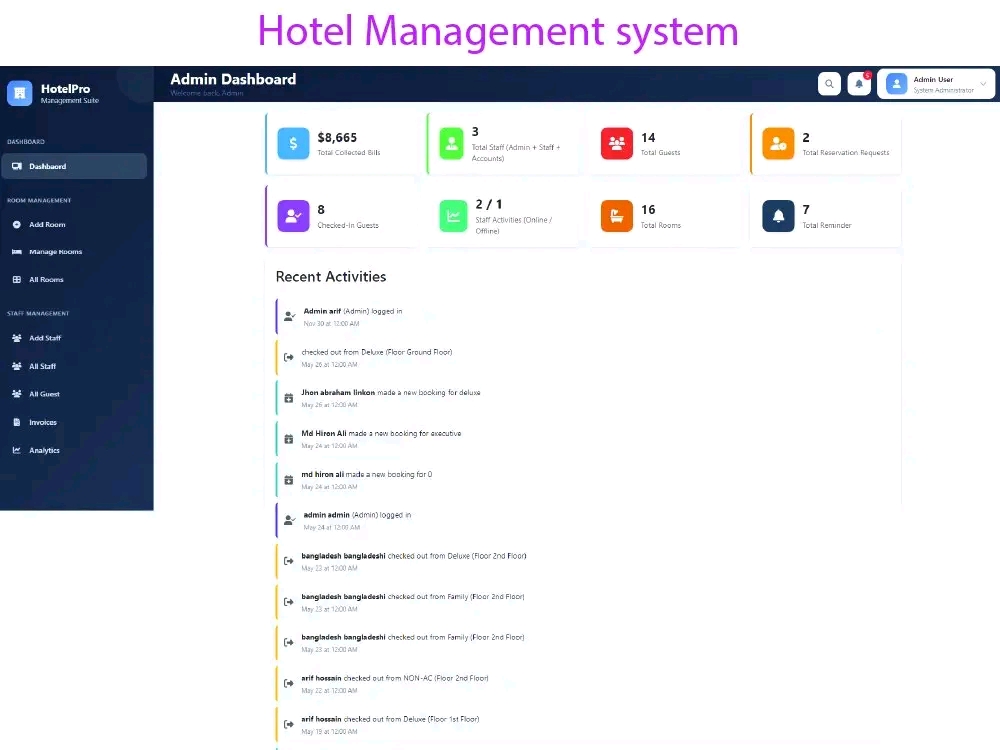 Hotel Management system
HotelPro
Management Suite
Admin Dashboard
Welcome back, Admin
Admin User
System Administrator
DASHBOARD
Dashboard
ROOM MANAGEMENT
Add Room
Manage Rooms
All Rooms
STAFF MANAGEMENT
Add Staff
All Staff
All Guest
Invoices
Analytics
$8,665
Total Collected Bills
3
Total Staff (Admin + Staff +
Accounts)
14
Total Guests
2
Total Reservation Requests
8
Checked-In Guests
2 / 1
Staff Activities (Online /
Offline)
16
Total Rooms
7
Total Reminder
Recent Activities
Admin arif (Admin) logged in
Nov 30 at 12:00 AM
checked out from Deluxe (Floor Ground Floor)
May 26 at 12:00 AM
Jhon abraham linkon made a new booking for deluxe
May 26 at 12:00 AM
Md Hiron Ali made a new booking for executive
May 24 at 12:00 AM
md hiron ali made a new booking for 0
May 24 at 12:00 AM
admin admin (Admin) logged in
May 24 at 12:00 AM
bangladesh bangladeshi checked out from Deluxe (Floor 2nd Floor)
May 23 at 12:00 AM
bangladesh bangladeshi checked out from Family (Floor 2nd Floor)
May 23 at 12:00 AM
bangladesh bangladeshi checked out from Family (Floor 2nd Floor)
May 23 at 12:00 AM
arif hossain checked out from NON-AC (Floor 2nd Floor)
May 22 at 12:00 AM
arif hossain checked out from Deluxe (Floor 1st Floor)
May 19 at 12:00 AM